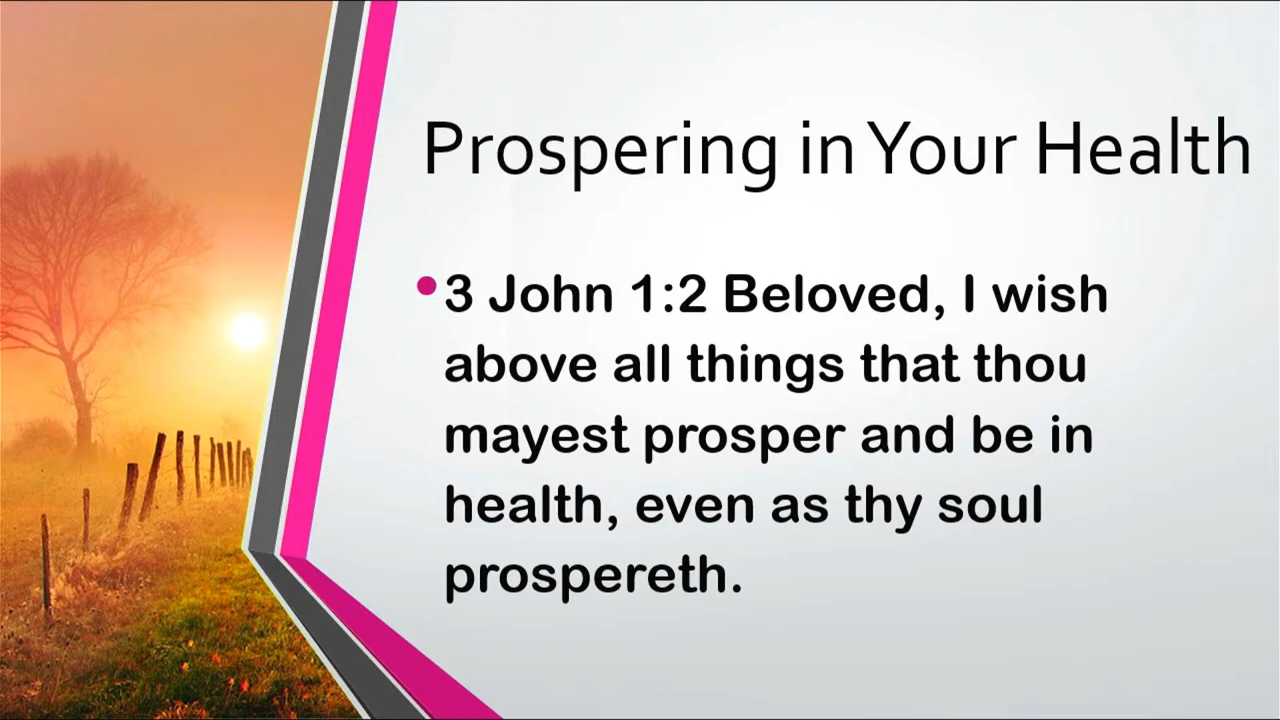 Prospering in Your Health
• 3 John 1:2 Beloved, I wish
above all things that thou
mayest prosper and be in
health, even as thy soul
prospereth.